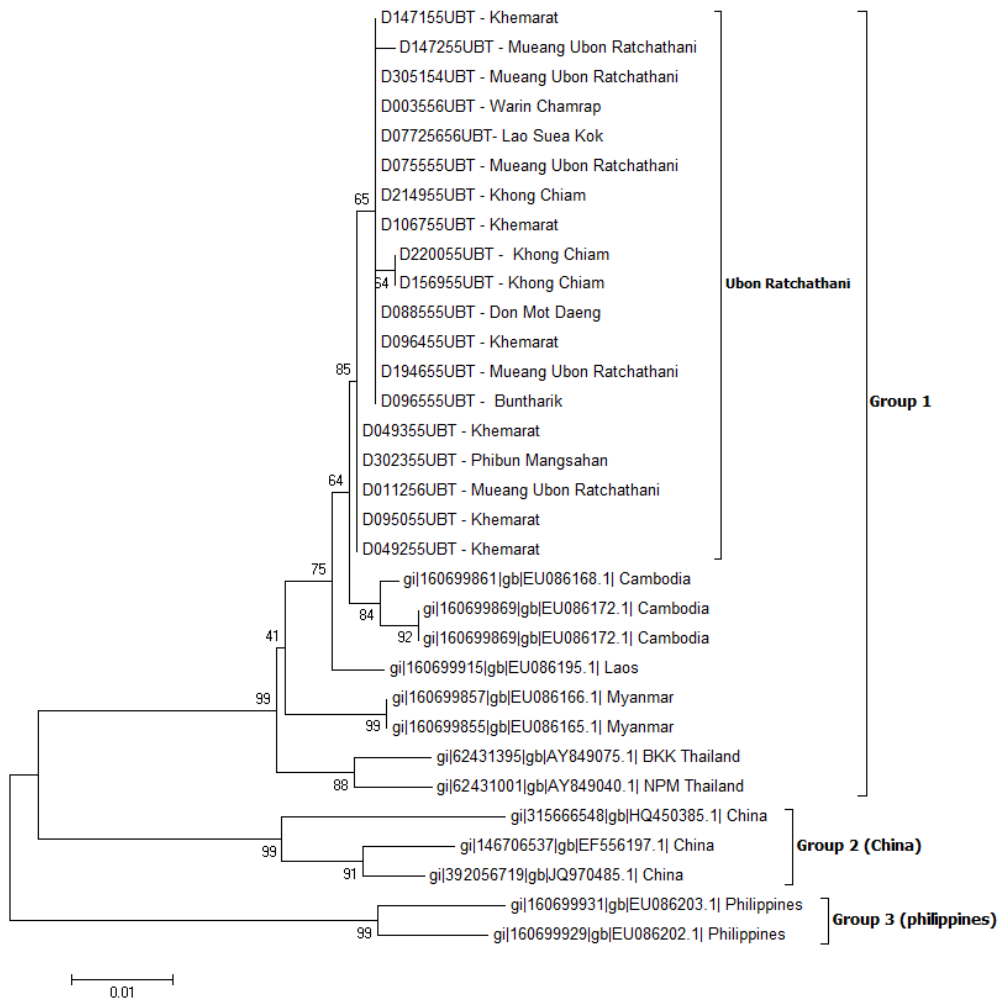 D147155UBT - Khemarat
D147255UBT - Mueang Ubon Ratchathani
D305154UBT - Mueang Ubon Ratchathani
D003556UBT - Warin Chamrap
D07725656UBT- Lao Suea Kok
D075555UBT - Mueang Ubon Ratchathani
D214955UBT - Khong Chiam
65
D106755UBT - Khemarat
D220055UBT - Khong Chiam
64
D156955UBT - Khong Chiam
Ubon Ratchathani
D088555UBT - Don Mot Daeng
D096455UBT - Khemarat
85
D194655UBT - Mueang Ubon Ratchathani
D096555UBT - Buntharik
Group 1
D049355UBT - Khemarat
D302355UBT - Phibun Mangsahan
64
D011256UBT - Mueang Ubon Ratchathani
D095055UBT - Khemarat
D049255UBT - Khemarat
75
gi|160699861|gb|EU086168.1| Cambodia
84
gi|160699869|gb|EU086172.1| Cambodia
92
gi|160699869|gb|EU086172.1| Cambodia
41
gi|160699915|gb|EU086195.1| Laos
99
gi|160699857|gb|EU086166.1| Myanmar
99
gi|160699855|gb|EU086165.1| Myanmar
gi|62431395|gb|AY849075.1| BKK Thailand
88
gi|62431001|gb|AY849040.1| NPM Thailand
gi|315666548|gb|HQ450385.1| China
99
gi|146706537|gb|EF556197.1| China
Group 2 (China)
91
gi|392056719|gb|JQ970485.1| China
gi|160699931|gb|EU086203.1| Philippines
Group 3 (philippines)
99
gi|160699929|gb|EU086202.1| Philippines
0.01